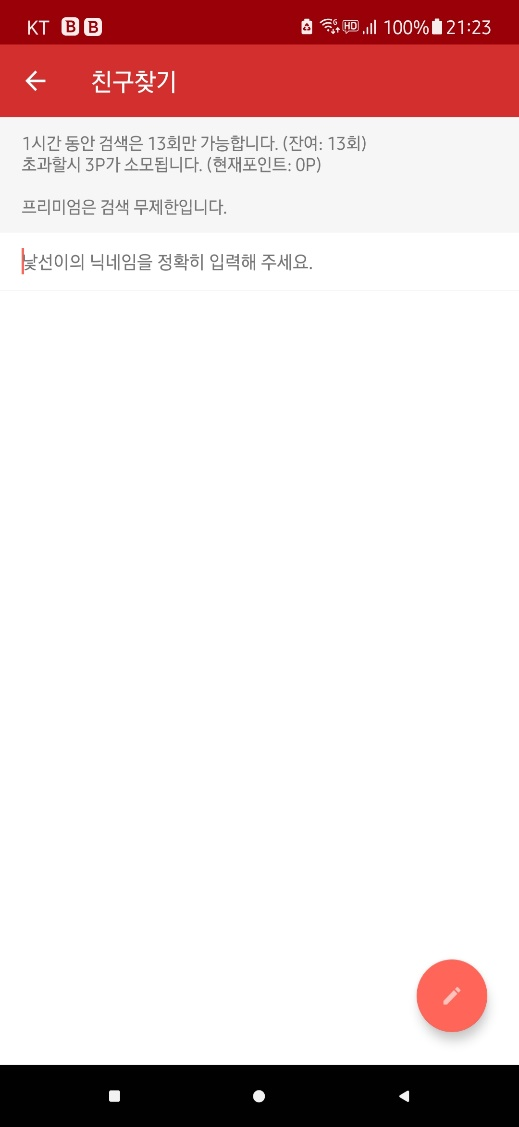 KT B B HD 100% 21:23
친구찾기
1시간 동안 검색은 13회만 가능합니다. (잔여: 13회)
초과할시 3P가 소모됩니다. (현재포인트: 0P)
프리미엄은 검색 무제한입니다.
낯선이의 닉네임을 정확히 입력해 주세요.